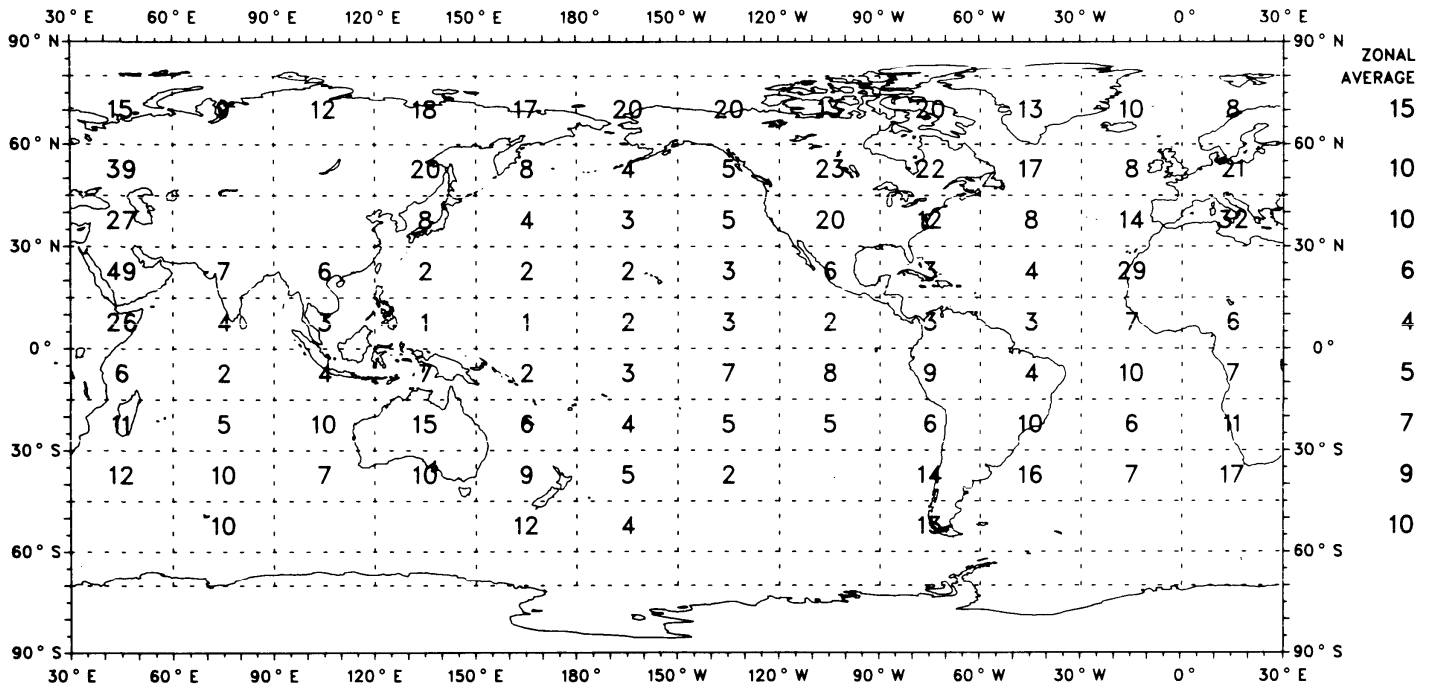 30° E 60° E 90° E 120° E 150° E 180° 150° W 120° W 90° W 60° W 30° W 0° 30° E
90° N 90° N
ZONAL
AVERAGE
15 0 12 18 17 20 20 13 20 13 10 8 15
60° N 60° N
39 20 8 4 5 23 22 17 8 21 10
27 8 4 3 5 20 12 8 14 32 10
30° N 30° N
49 7 6 2 2 2 3 6 3 4 29 6
26 4 3 1 1 2 3 2 3 3 7 6 4
0° 0°
6 2 4 7 2 3 7 8 9 4 10 7 5
11 5 10 15 6 4 5 5 6 10 6 11 7
30° S 30° S
12 10 7 10 9 5 2 14 16 7 17 9
10 12 4 13 10
60° S 60° S
90° S 90° S
30° E 60° E 90° E 120° E 150° E 180° 150° W 120° W 90° W 60° W 30° W 0° 30° E